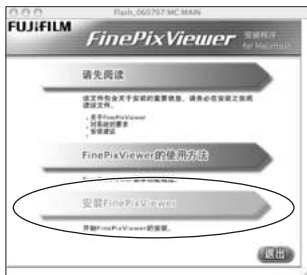 Flash_060707.MC.MAIN
FUJIFILM
FinePixViewer 安装程序
for Macintosh
请先阅读
该文件包含关于安装的重要信息，请务必在安装之前阅
读该文件。
· 关于FinePixViewer
· 对系统的要求
· 安装建议
FinePixViewer的使用方法
安装FinePixViewer
开始FinePixViewer的安装。
退出